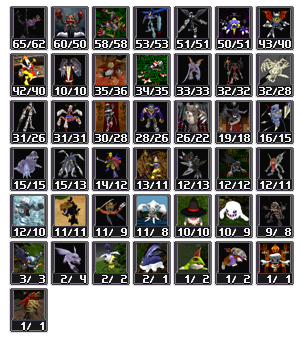 65/62 60/50 58/58 53/53 51/51 50/51 43/40
42/40 10/10 35/36 34/35 33/33 32/32 32/28
31/26 31/31 30/28 28/26 26/22 19/18 16/15
15/15 15/13 14/12 13/11 13/12 12/12 12/11
12/10 11/11 11/ 9 11/ 8 10/10 10/ 9 9/ 8
3/ 3 2/ 4 2/ 2 2/ 1 1/ 2 1/ 2 1/ 1
1/ 1